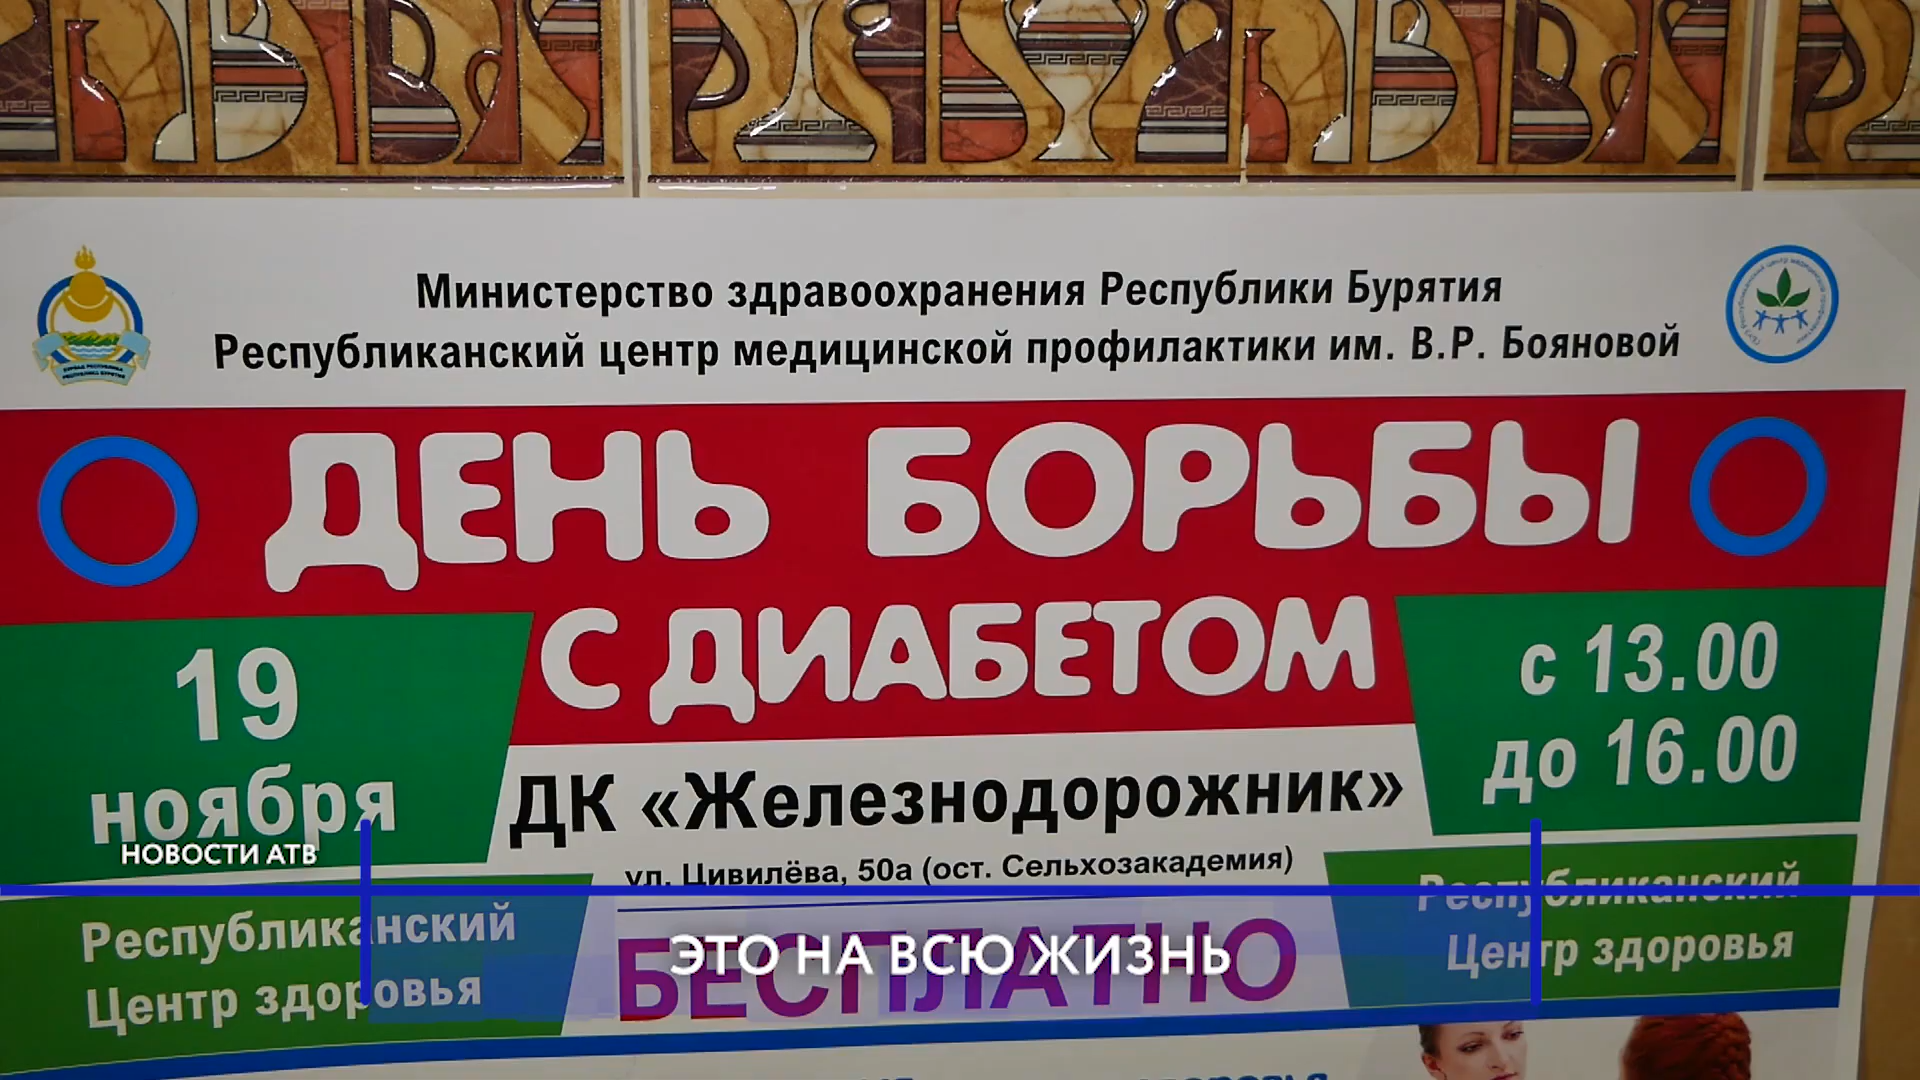 Министерство здравоохранения Республики Бурятия
Республиканский центр медицинской профилактики им. В.Р. Бояновой
ДЕНЬ БОРЬБЫ
С ДИАБЕТОМ
19
ноября
с 13.00
до 16.00
ДК «Железнодорожник»
ул. Цивилёва, 50а (ост. Сельхозакадемия)
НОВОСТИ АТВ
Республиканский
Центр здоровья
БЕСПЛАТНО
ЭТО НА ВСЮ ЖИЗНЬ
Республиканский
Центр здоровья